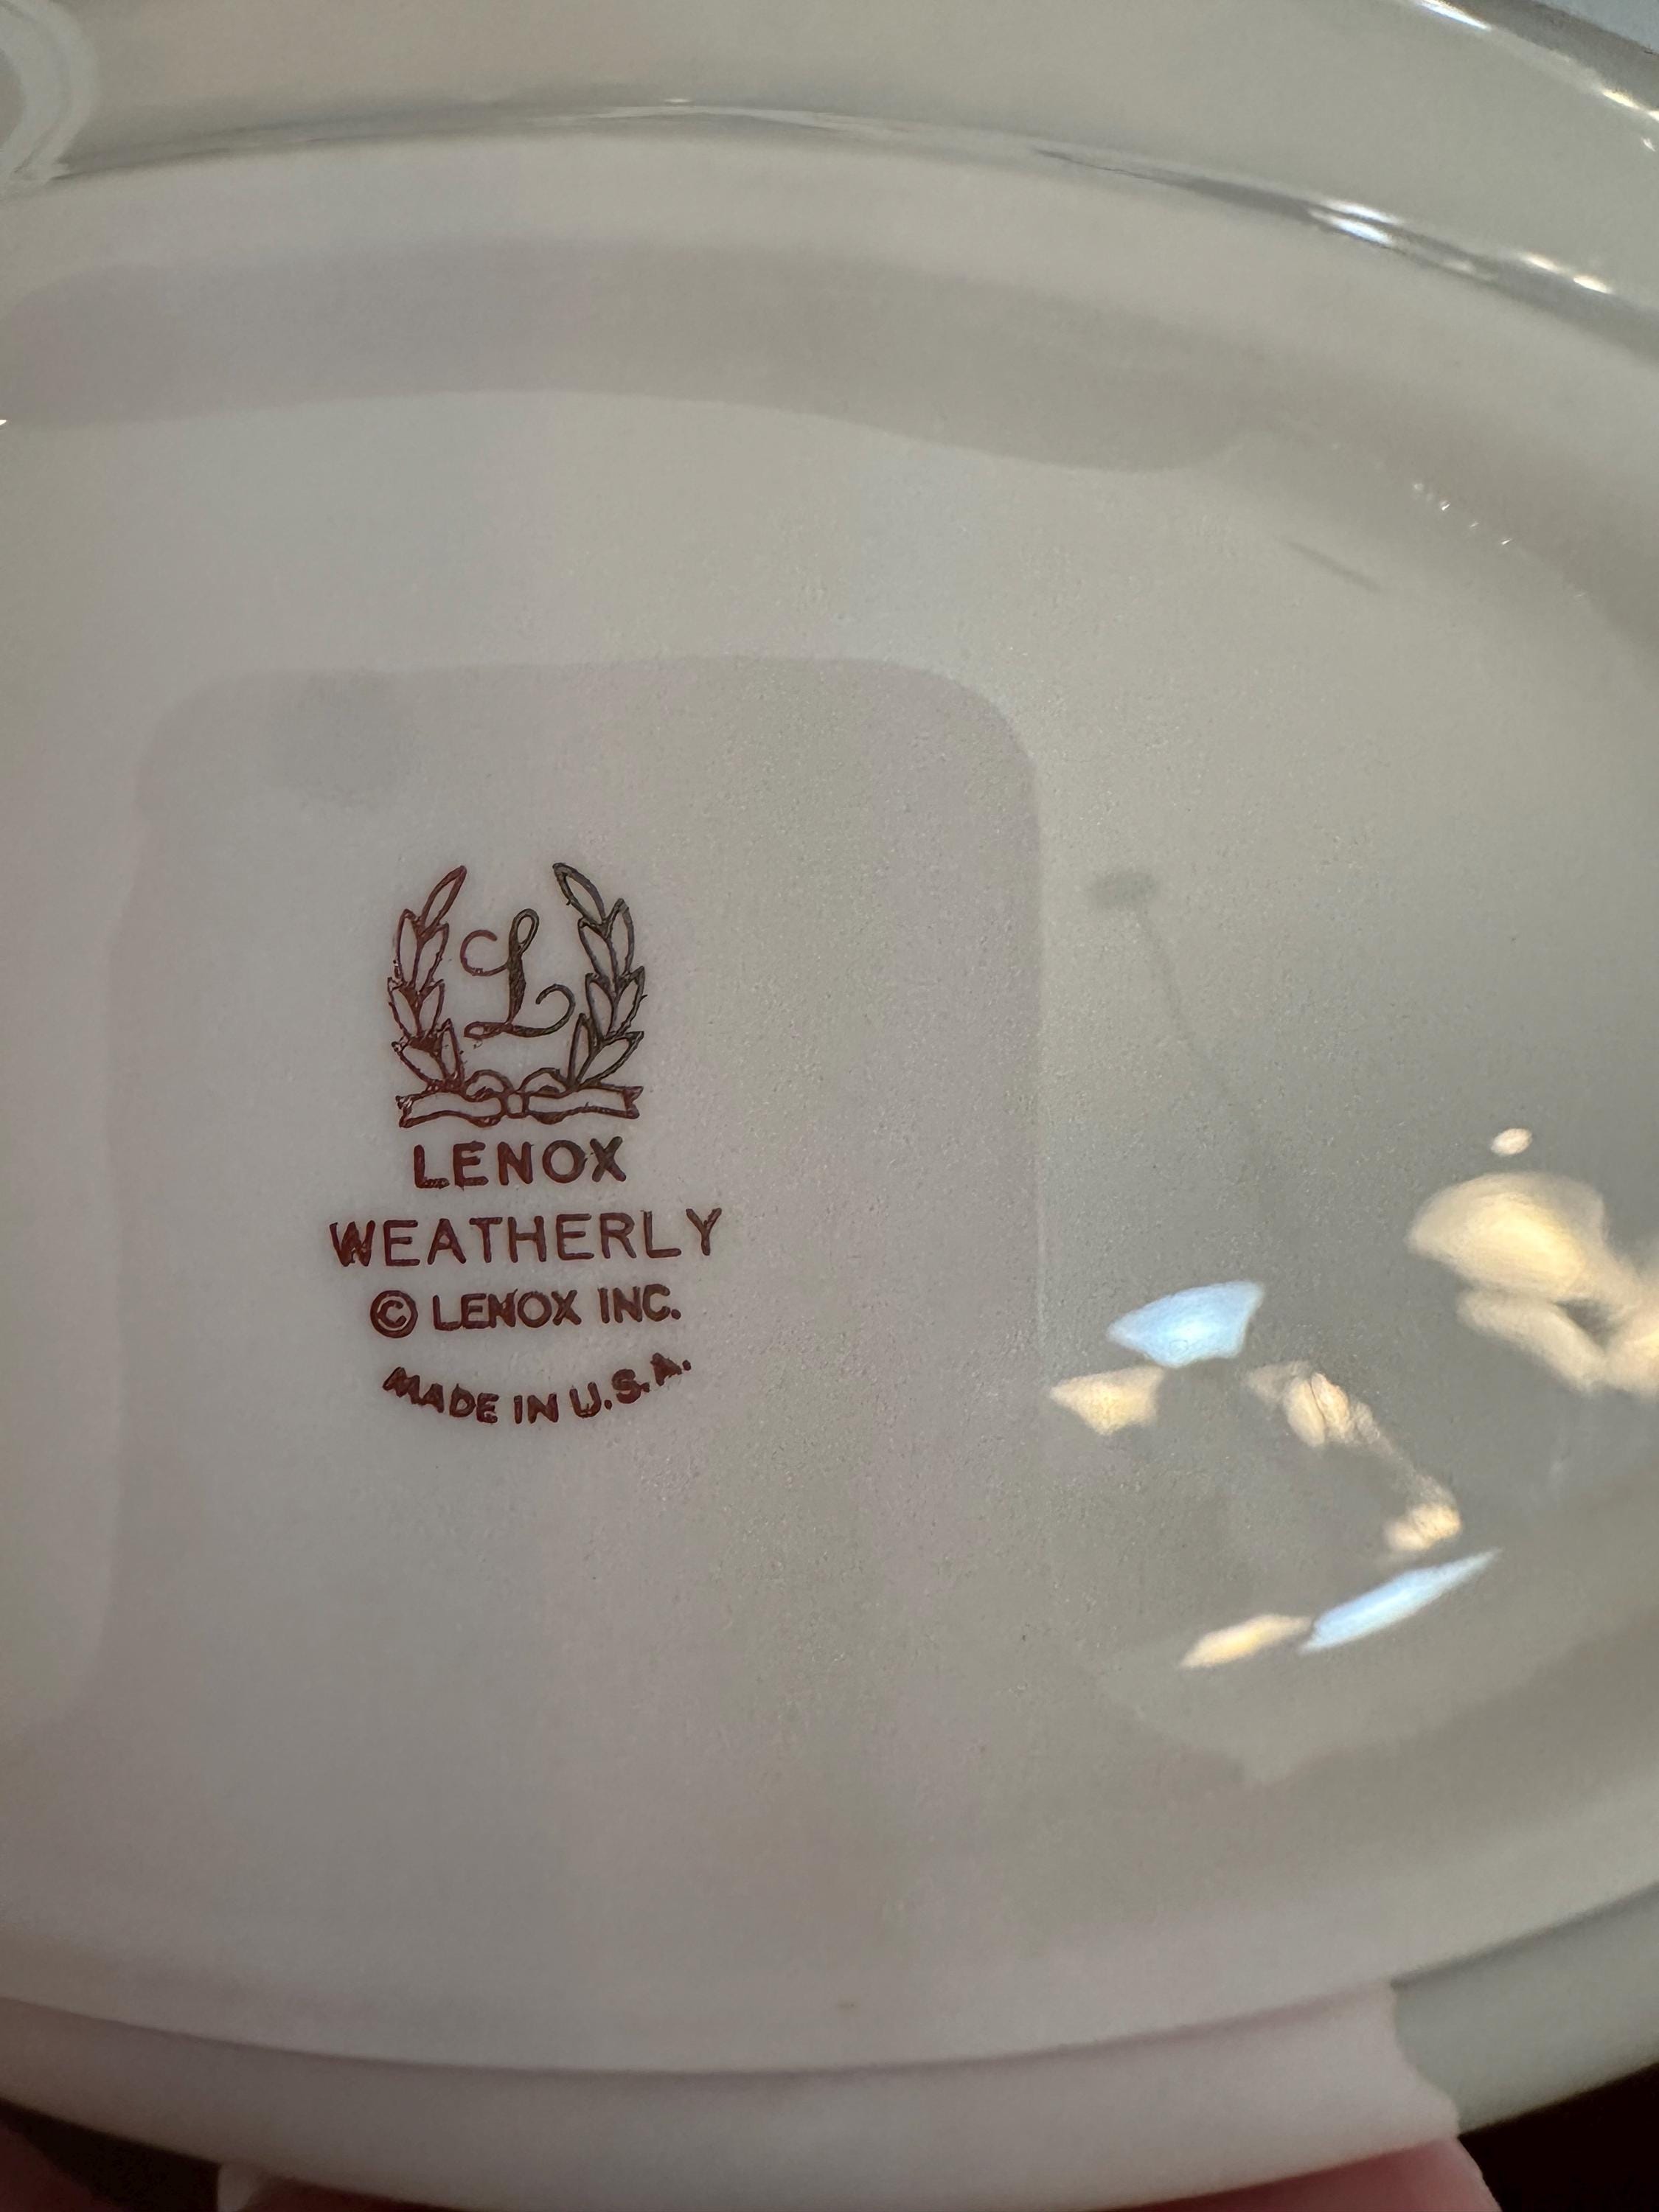 L
LENOX
WEATHERLY
© LENOX INC.
MADE IN U.S.A.